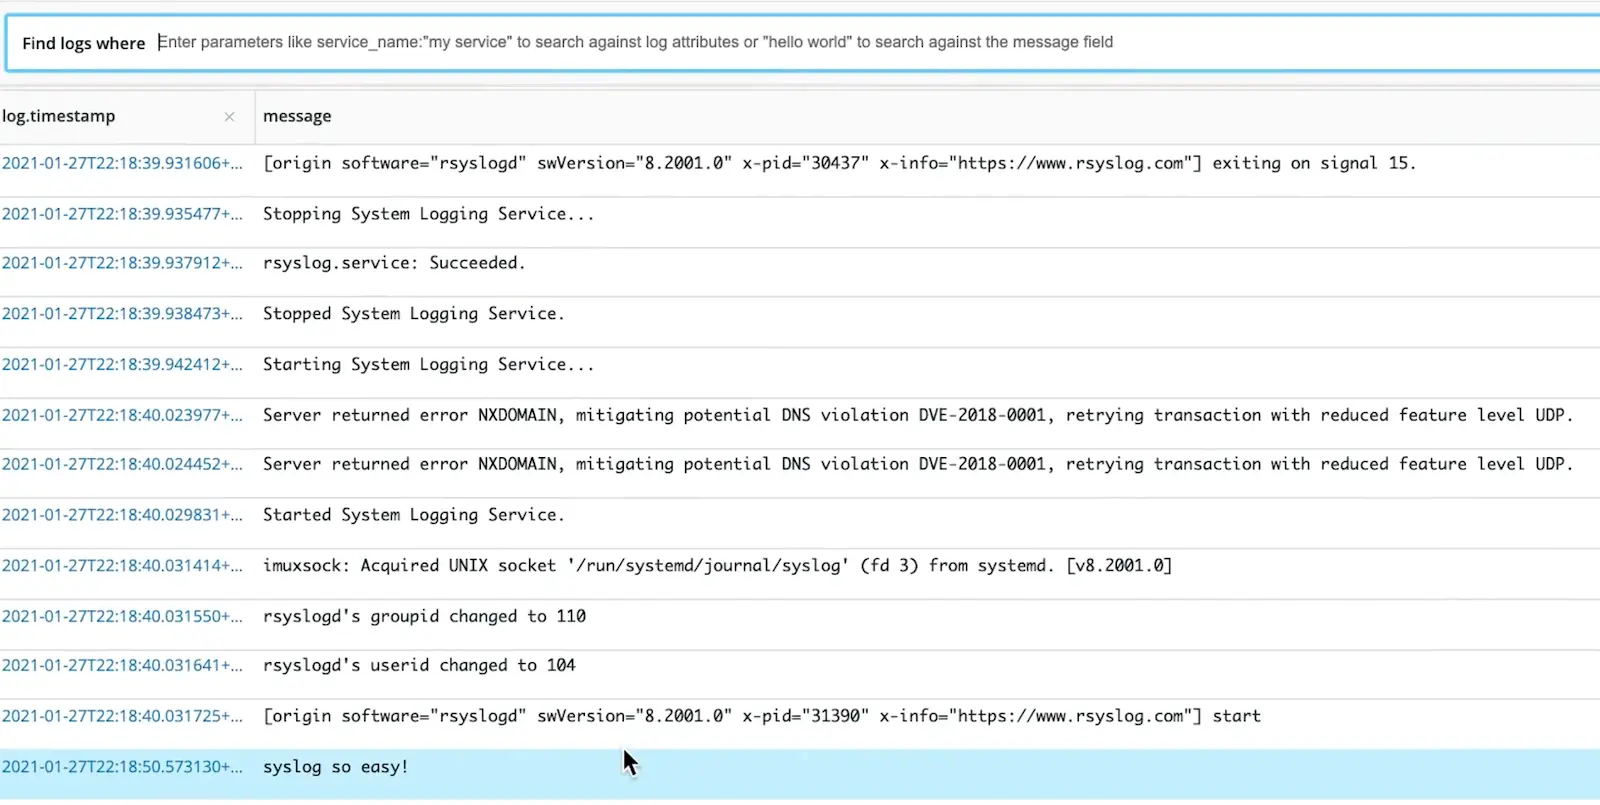 Find logs where Enter parameters like service_name:"my service" to search against log attributes or "hello world" to search against the message field
log.timestamp × message
2021-01-27T22:18:39.931606+... [origin software="rsyslogd" swVersion="8.2001.0" x-pid="30437" x-info="https://www.rsyslog.com"] exiting on signal 15.
2021-01-27T22:18:39.935477+... Stopping System Logging Service...
2021-01-27T22:18:39.937912+... rsyslog.service: Succeeded.
2021-01-27T22:18:39.938473+... Stopped System Logging Service.
2021-01-27T22:18:39.942412+... Starting System Logging Service...
2021-01-27T22:18:40.023977+... Server returned error NXDOMAIN, mitigating potential DNS violation DVE-2018-0001, retrying transaction with reduced feature level UDP.
2021-01-27T22:18:40.024452+... Server returned error NXDOMAIN, mitigating potential DNS violation DVE-2018-0001, retrying transaction with reduced feature level UDP.
2021-01-27T22:18:40.029831+... Started System Logging Service.
2021-01-27T22:18:40.031414+... imuxsock: Acquired UNIX socket '/run/systemd/journal/syslog' (fd 3) from systemd. [v8.2001.0]
2021-01-27T22:18:40.031550+... rsyslogd's groupid changed to 110
2021-01-27T22:18:40.031641+... rsyslogd's userid changed to 104
2021-01-27T22:18:40.031725+... [origin software="rsyslogd" swVersion="8.2001.0" x-pid="31390" x-info="https://www.rsyslog.com"] start
2021-01-27T22:18:50.573130+... syslog so easy!